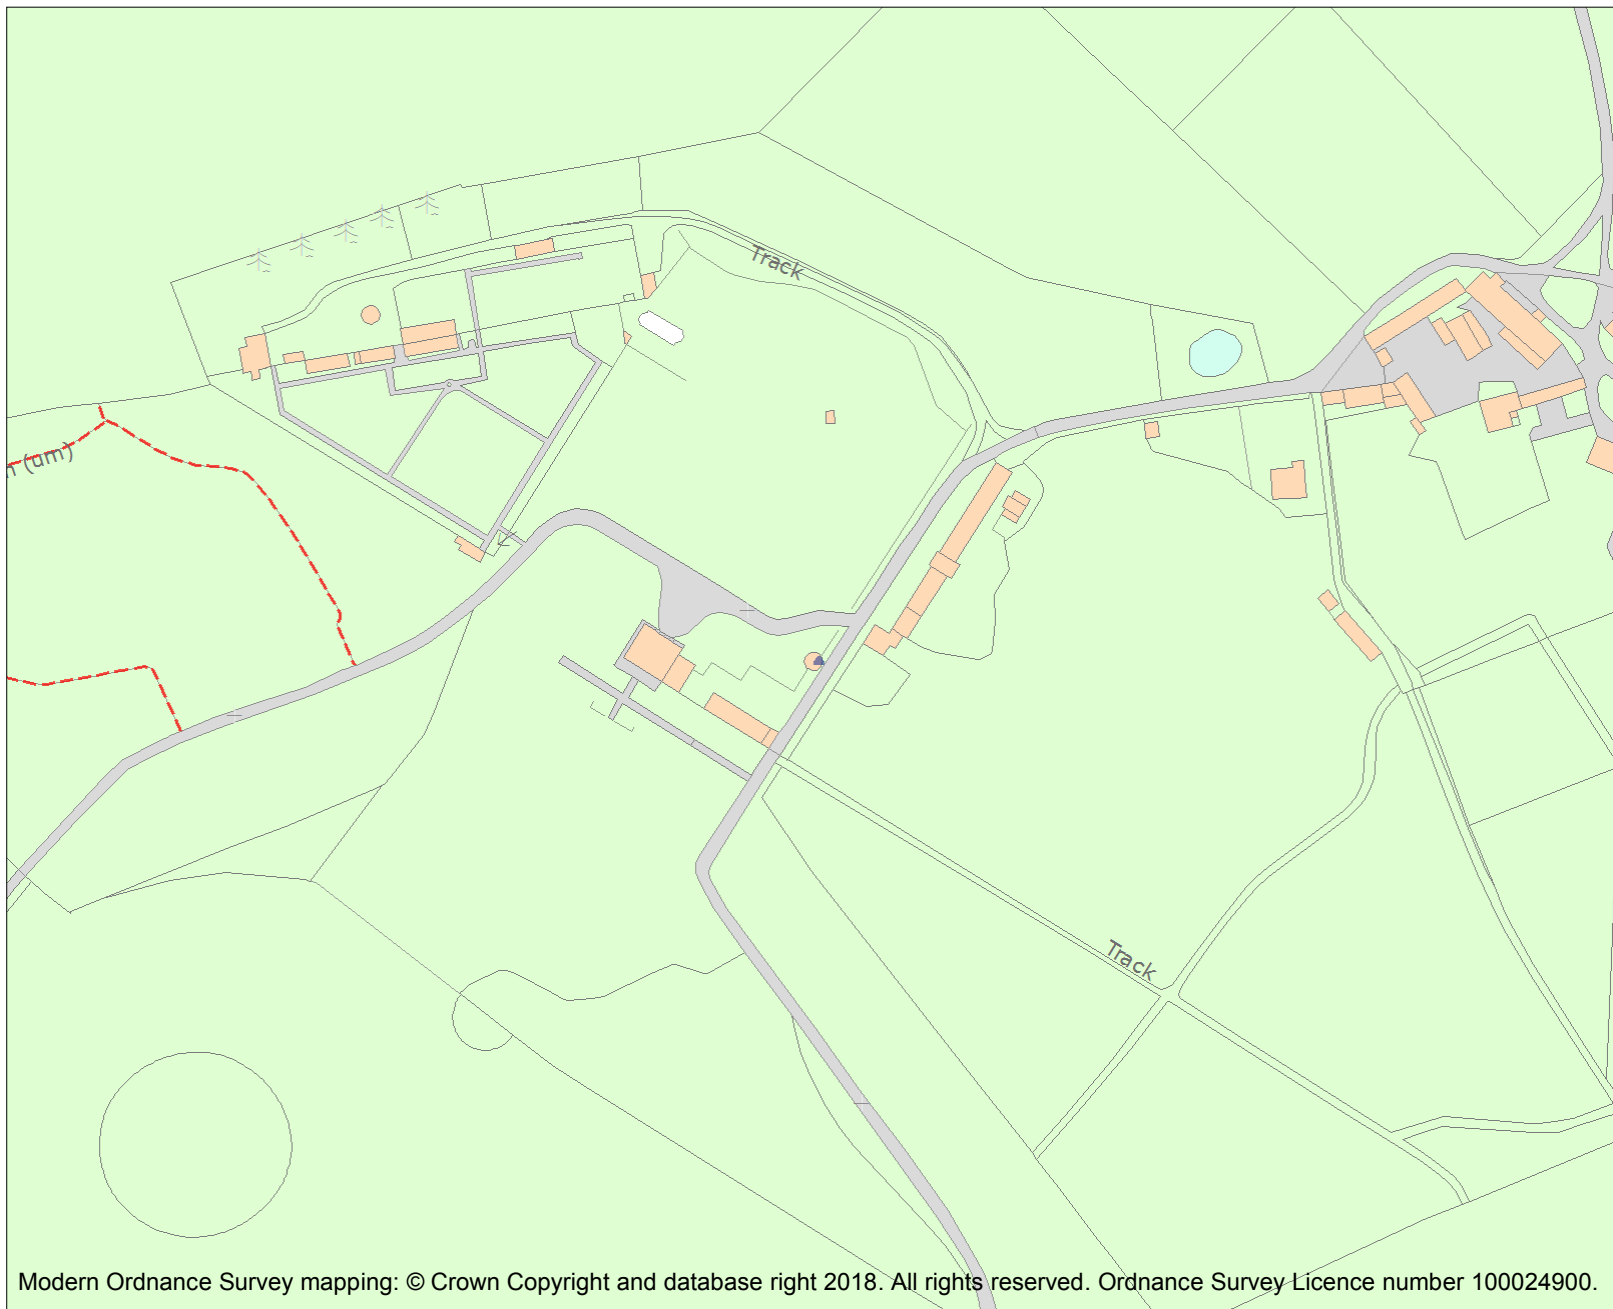 Track
(um)
Track
Modern Ordnance Survey mapping: © Crown Copyright and database right 2018. All rights reserved. Ordnance Survey Licence number 100024900.